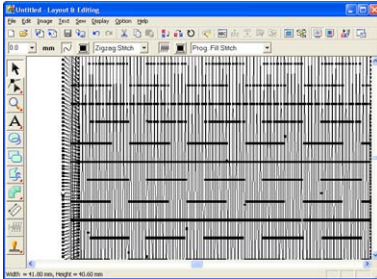 Untitled - Layout & Editing
File Edit Image Text Sew Display Option Help
0.0 mm Zigzag Stitch Prog. Fill Stitch
A
Width = 41.80 mm, Height = 40.60 mm